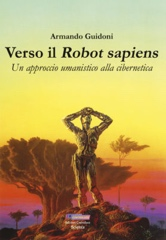 Armando Guidoni
Verso il Robot sapiens
Un approccio umanistico alla cibernetica